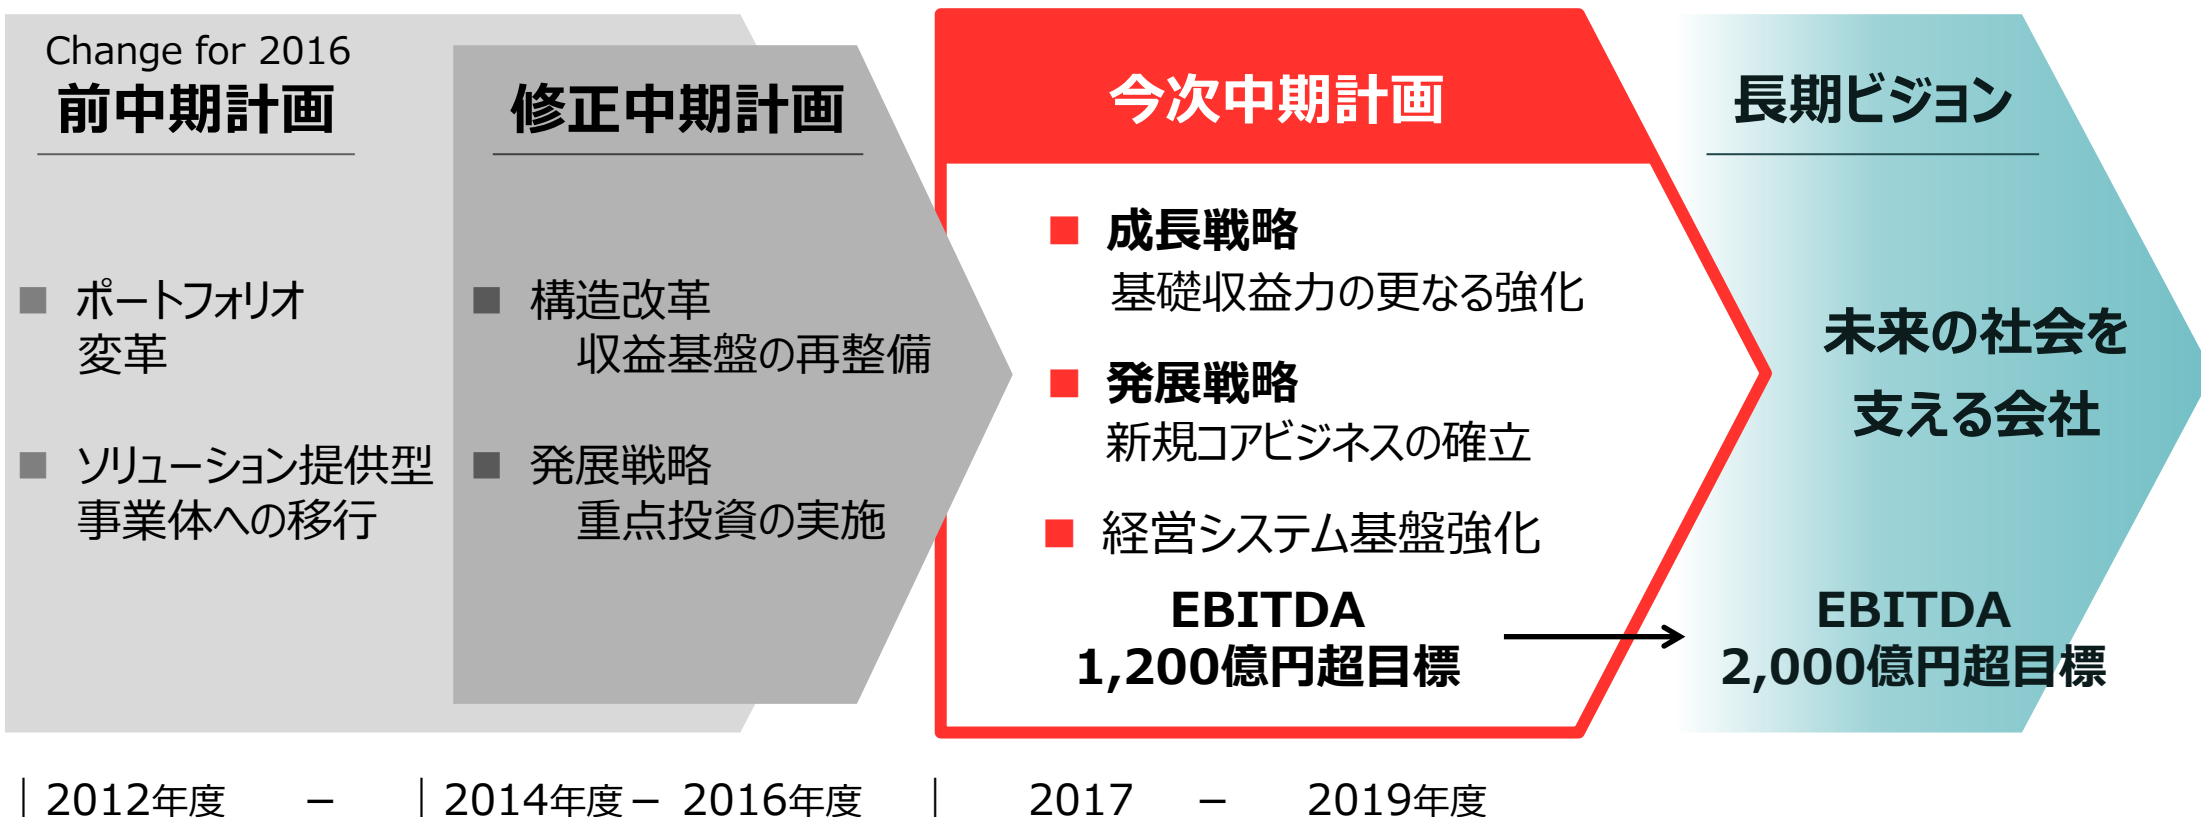 Change for 2016
前中期計画
■ ポートフォリオ
変革
■ ソリューション提供型
事業体への移行
修正中期計画
■ 構造改革
収益基盤の再整備
■ 発展戦略
重点投資の実施
今次中期計画
■ 成長戦略
基礎収益力の更なる強化
■ 発展戦略
新規コアビジネスの確立
■ 経営システム基盤強化
EBITDA
1,200億円超目標
長期ビジョン
未来の社会を
支える会社
EBITDA
2,000億円超目標
｜2012年度 － ｜2014年度－ 2016年度 ｜ 2017 － 2019年度